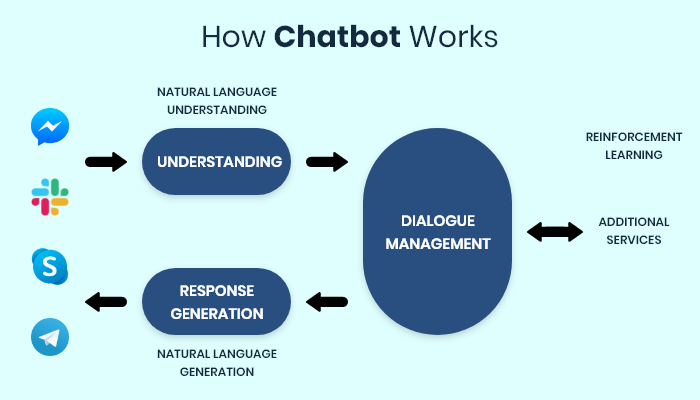 How Chatbot Works
NATURAL LANGUAGE
UNDERSTANDING
UNDERSTANDING
DIALOGUE
MANAGEMENT
REINFORCEMENT
LEARNING
ADDITIONAL
SERVICES
RESPONSE
GENERATION
NATURAL LANGUAGE
GENERATION
S